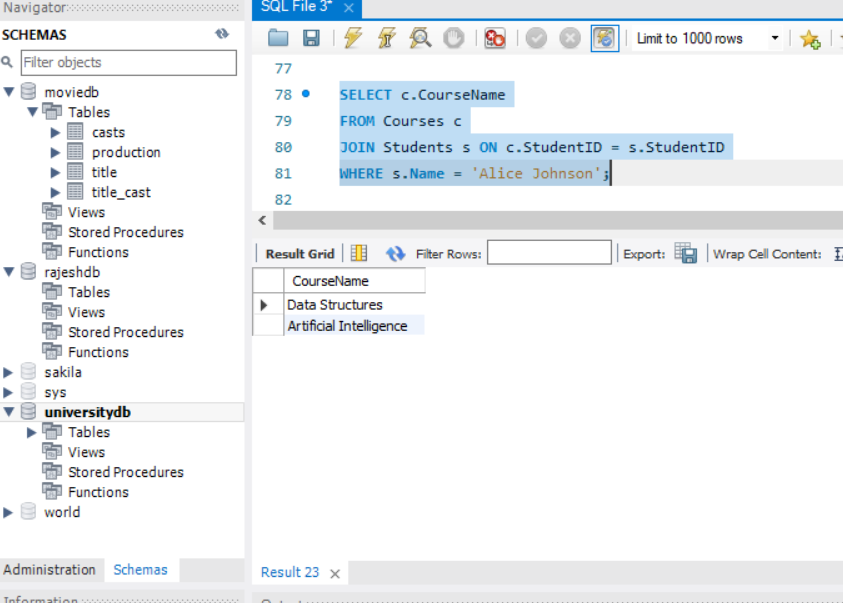 Navigator
SCHEMAS
Filter objects
moviedb
Tables
casts
production
title
title_cast
Views
Stored Procedures
Functions
rajeshdb
Tables
Views
Stored Procedures
Functions
sakila
sys
universitydb
Tables
Views
Stored Procedures
Functions
world
Administration Schemas
Information
SQL File 3*
Limit to 1000 rows
77
78 SELECT c.CourseName
79 FROM Courses c
80 JOIN Students s ON c.StudentID = s.StudentID
81 WHERE s.Name = 'Alice Johnson';
82
Result Grid Filter Rows: Export: Wrap Cell Content:
CourseName
Data Structures
Artificial Intelligence
Result 23